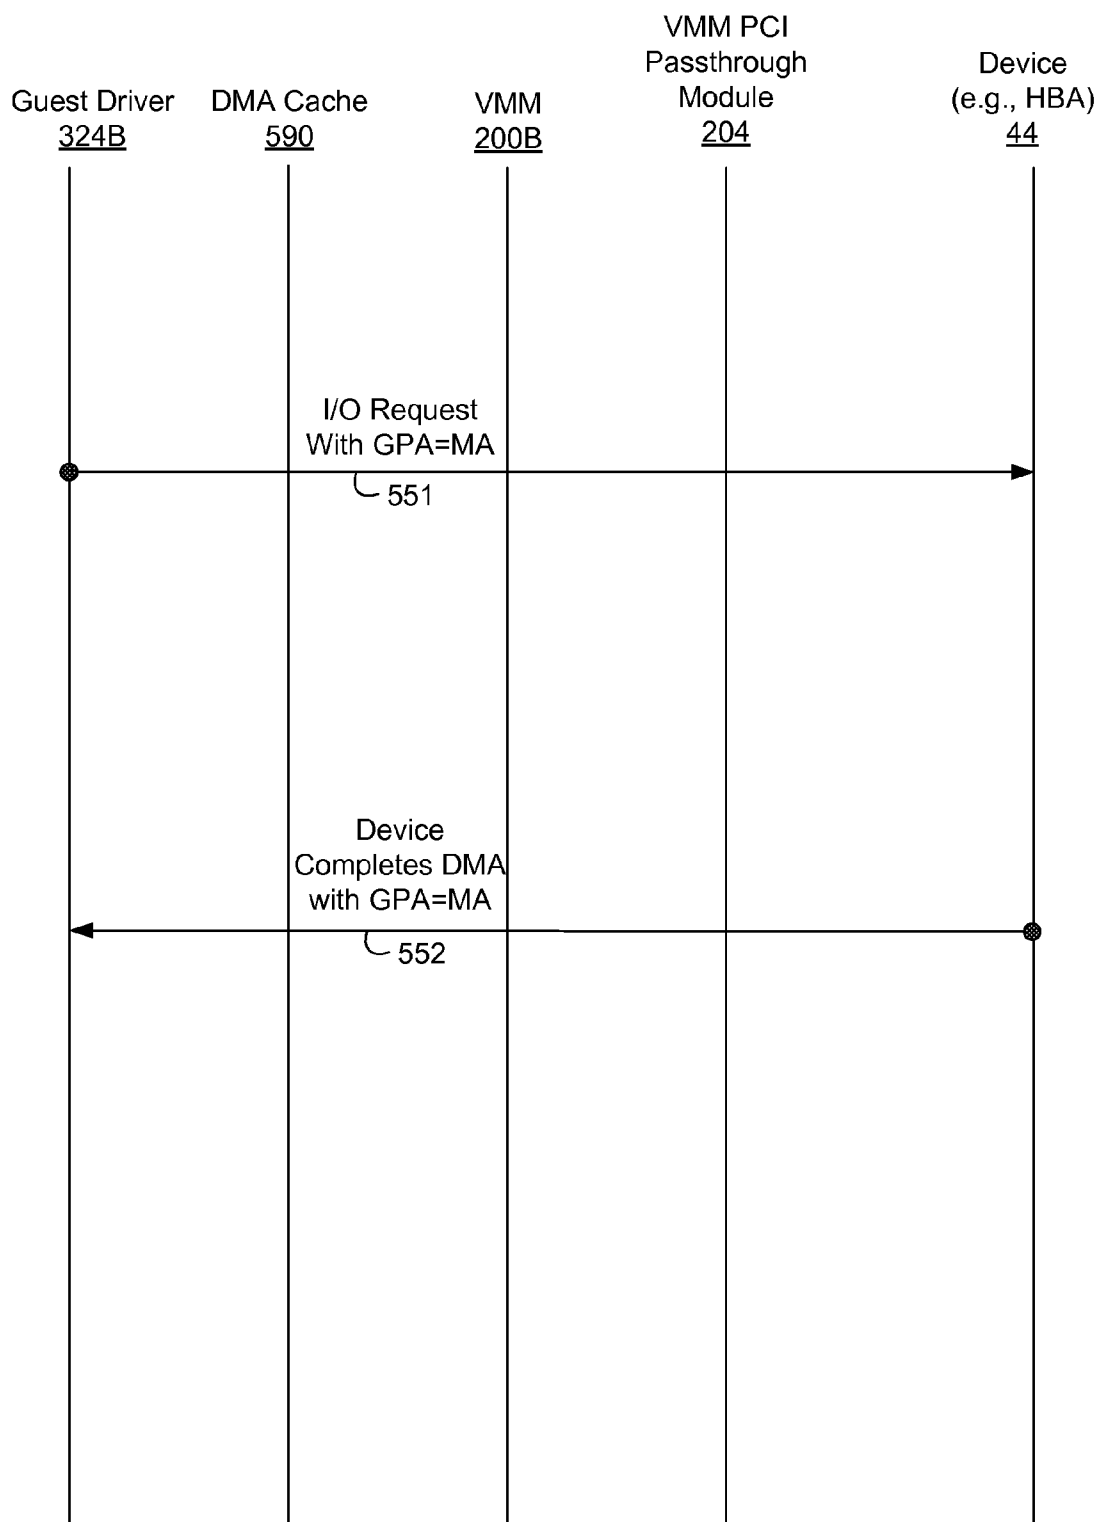 Guest Driver
324B
DMA Cache
590
VMM
200B
VMM PCI
Passthrough
Module
204
Device
(e.g., HBA)
44
I/O Request
With GPA=MA
551
Device
Completes DMA
with GPA=MA
552